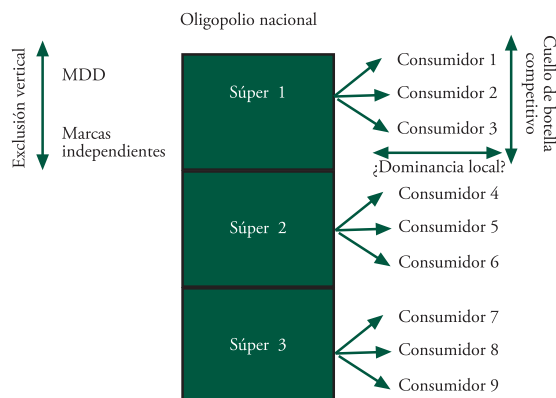 Oligopolio nacional
Exclusión vertical
MDD
Marcas
independientes
Súper 1
Consumidor 1
Consumidor 2
Consumidor 3
Cuello de botella
competitivo
¿Dominancia local?
Súper 2
Consumidor 4
Consumidor 5
Consumidor 6
Súper 3
Consumidor 7
Consumidor 8
Consumidor 9